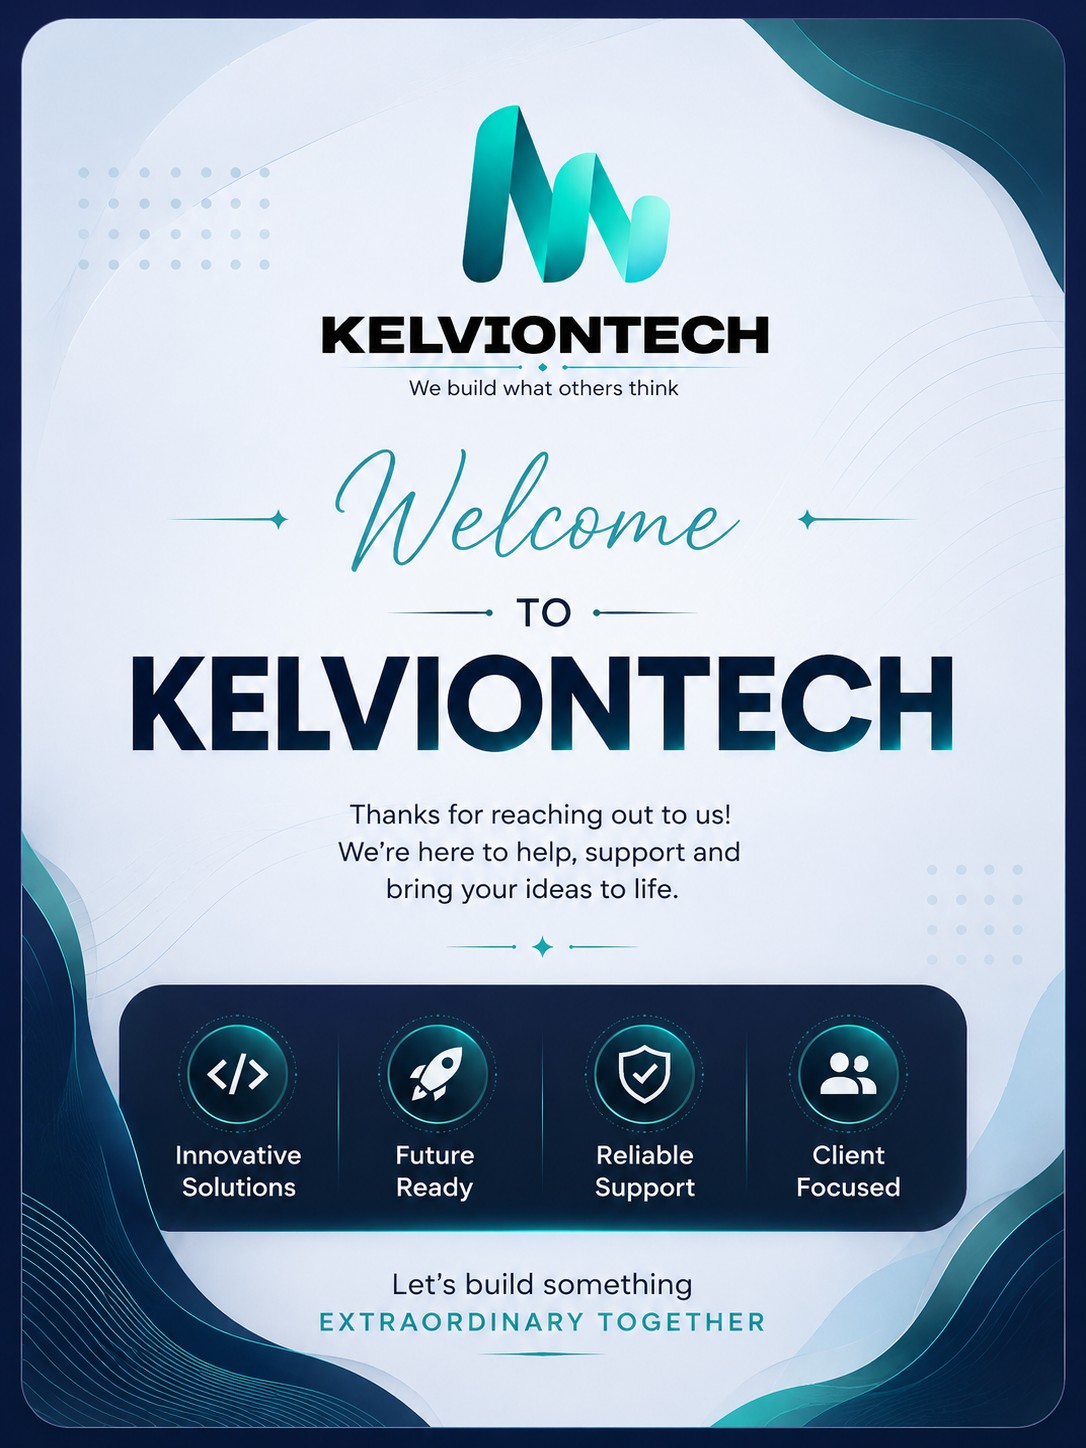 KELVIONTECH
We build what others think
Welcome
TO
KELVIONTECH
Thanks for reaching out to us!
We’re here to help, support and
bring your ideas to life.
Innovative
Solutions
Future
Ready
Reliable
Support
Client
Focused
Let’s build something
EXTRAORDINARY TOGETHER